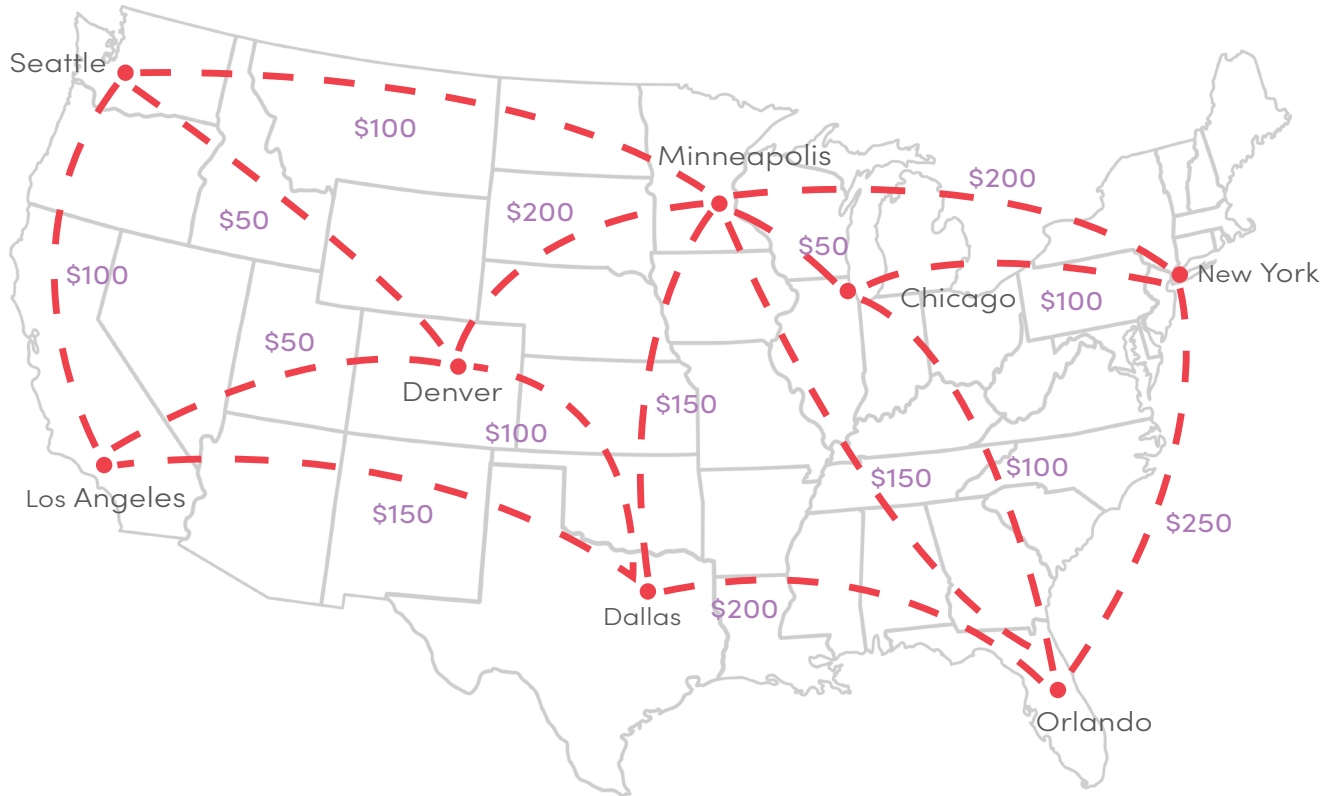 Seattle
$100
Minneapolis
$200
$50
$200
$50
$100
New York
Chicago
$100
$50
Denver
$150
$100
$150
$100
Los Angeles
$150
$250
Dallas
$200
Orlando